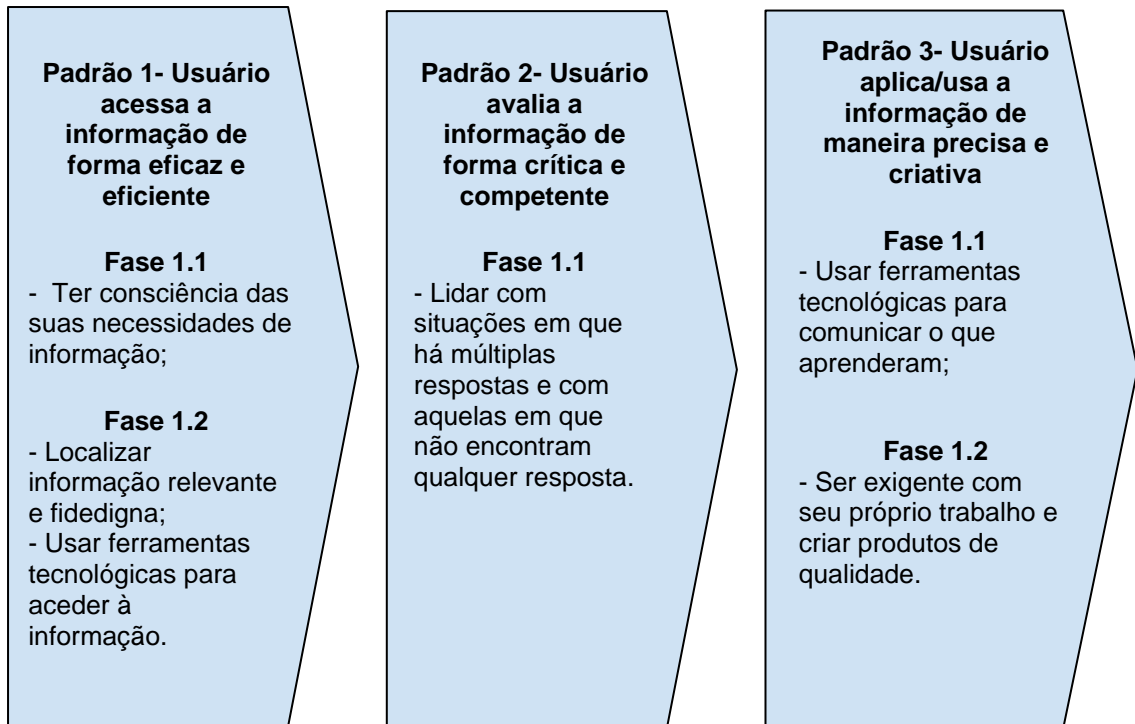 Padrão 1- Usuário
acessa a
informação de
forma eficaz e
eficiente
Fase 1.1
- Ter consciência das
suas necessidades de
informação;
Fase 1.2
- Localizar
informação relevante
e fidedigna;
- Usar ferramentas
tecnológicas para
aceder à
informação.
Padrão 2- Usuário
avalia a
informação de
forma crítica e
competente
Fase 1.1
- Lidar com
situações em que
há múltiplas
respostas e com
aquelas em que
não encontram
qualquer resposta.
Padrão 3- Usuário
aplica/usa a
informação de
maneira precisa e
criativa
Fase 1.1
- Usar ferramentas
tecnológicas para
comunicar o que
aprenderam;
Fase 1.2
- Ser exigente com
seu próprio trabalho e
criar produtos de
qualidade.